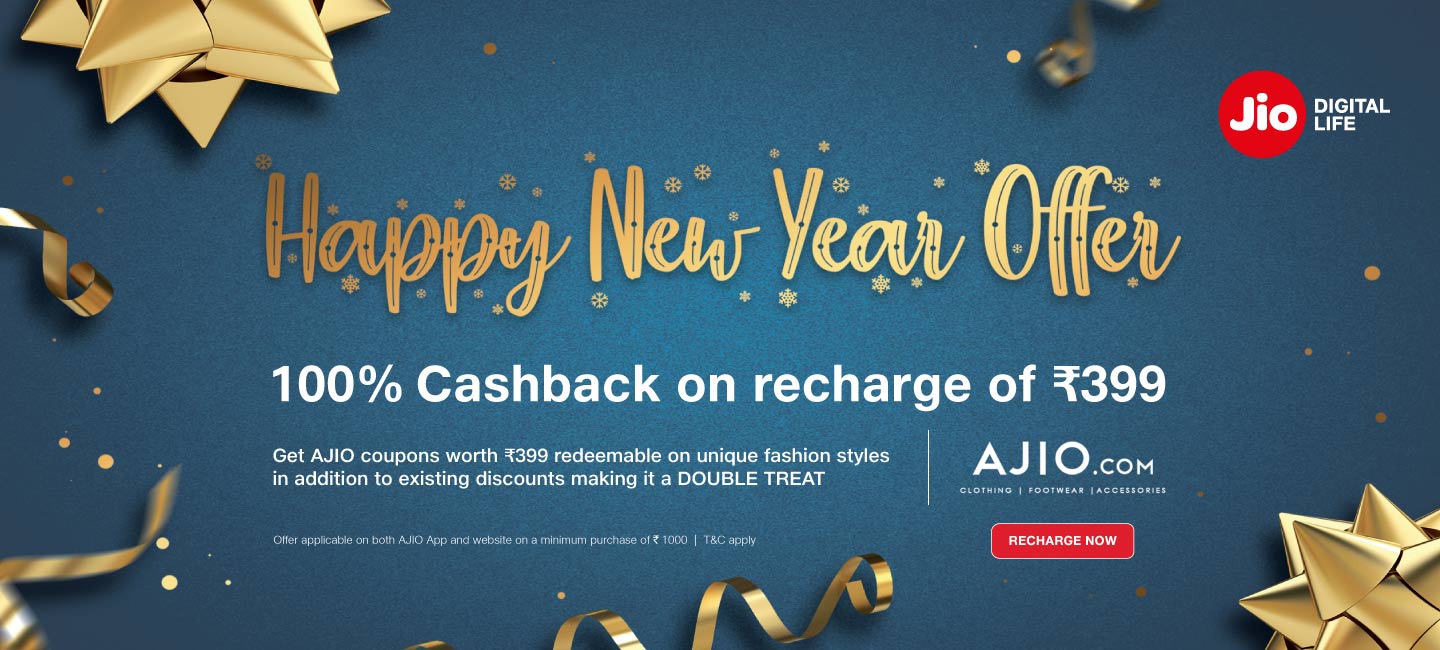 Jio DIGITAL
LIFE
Happy New Year Offer
100% Cashback on recharge of ₹399
Get AJIO coupons worth ₹399 redeemable on unique fashion styles
in addition to existing discounts making it a DOUBLE TREAT
AJIO.COM
CLOTHING | FOOTWEAR | ACCESSORIES
Offer applicable on both AJIO App and website on a minimum purchase of ₹ 1000 | T&C apply
RECHARGE NOW